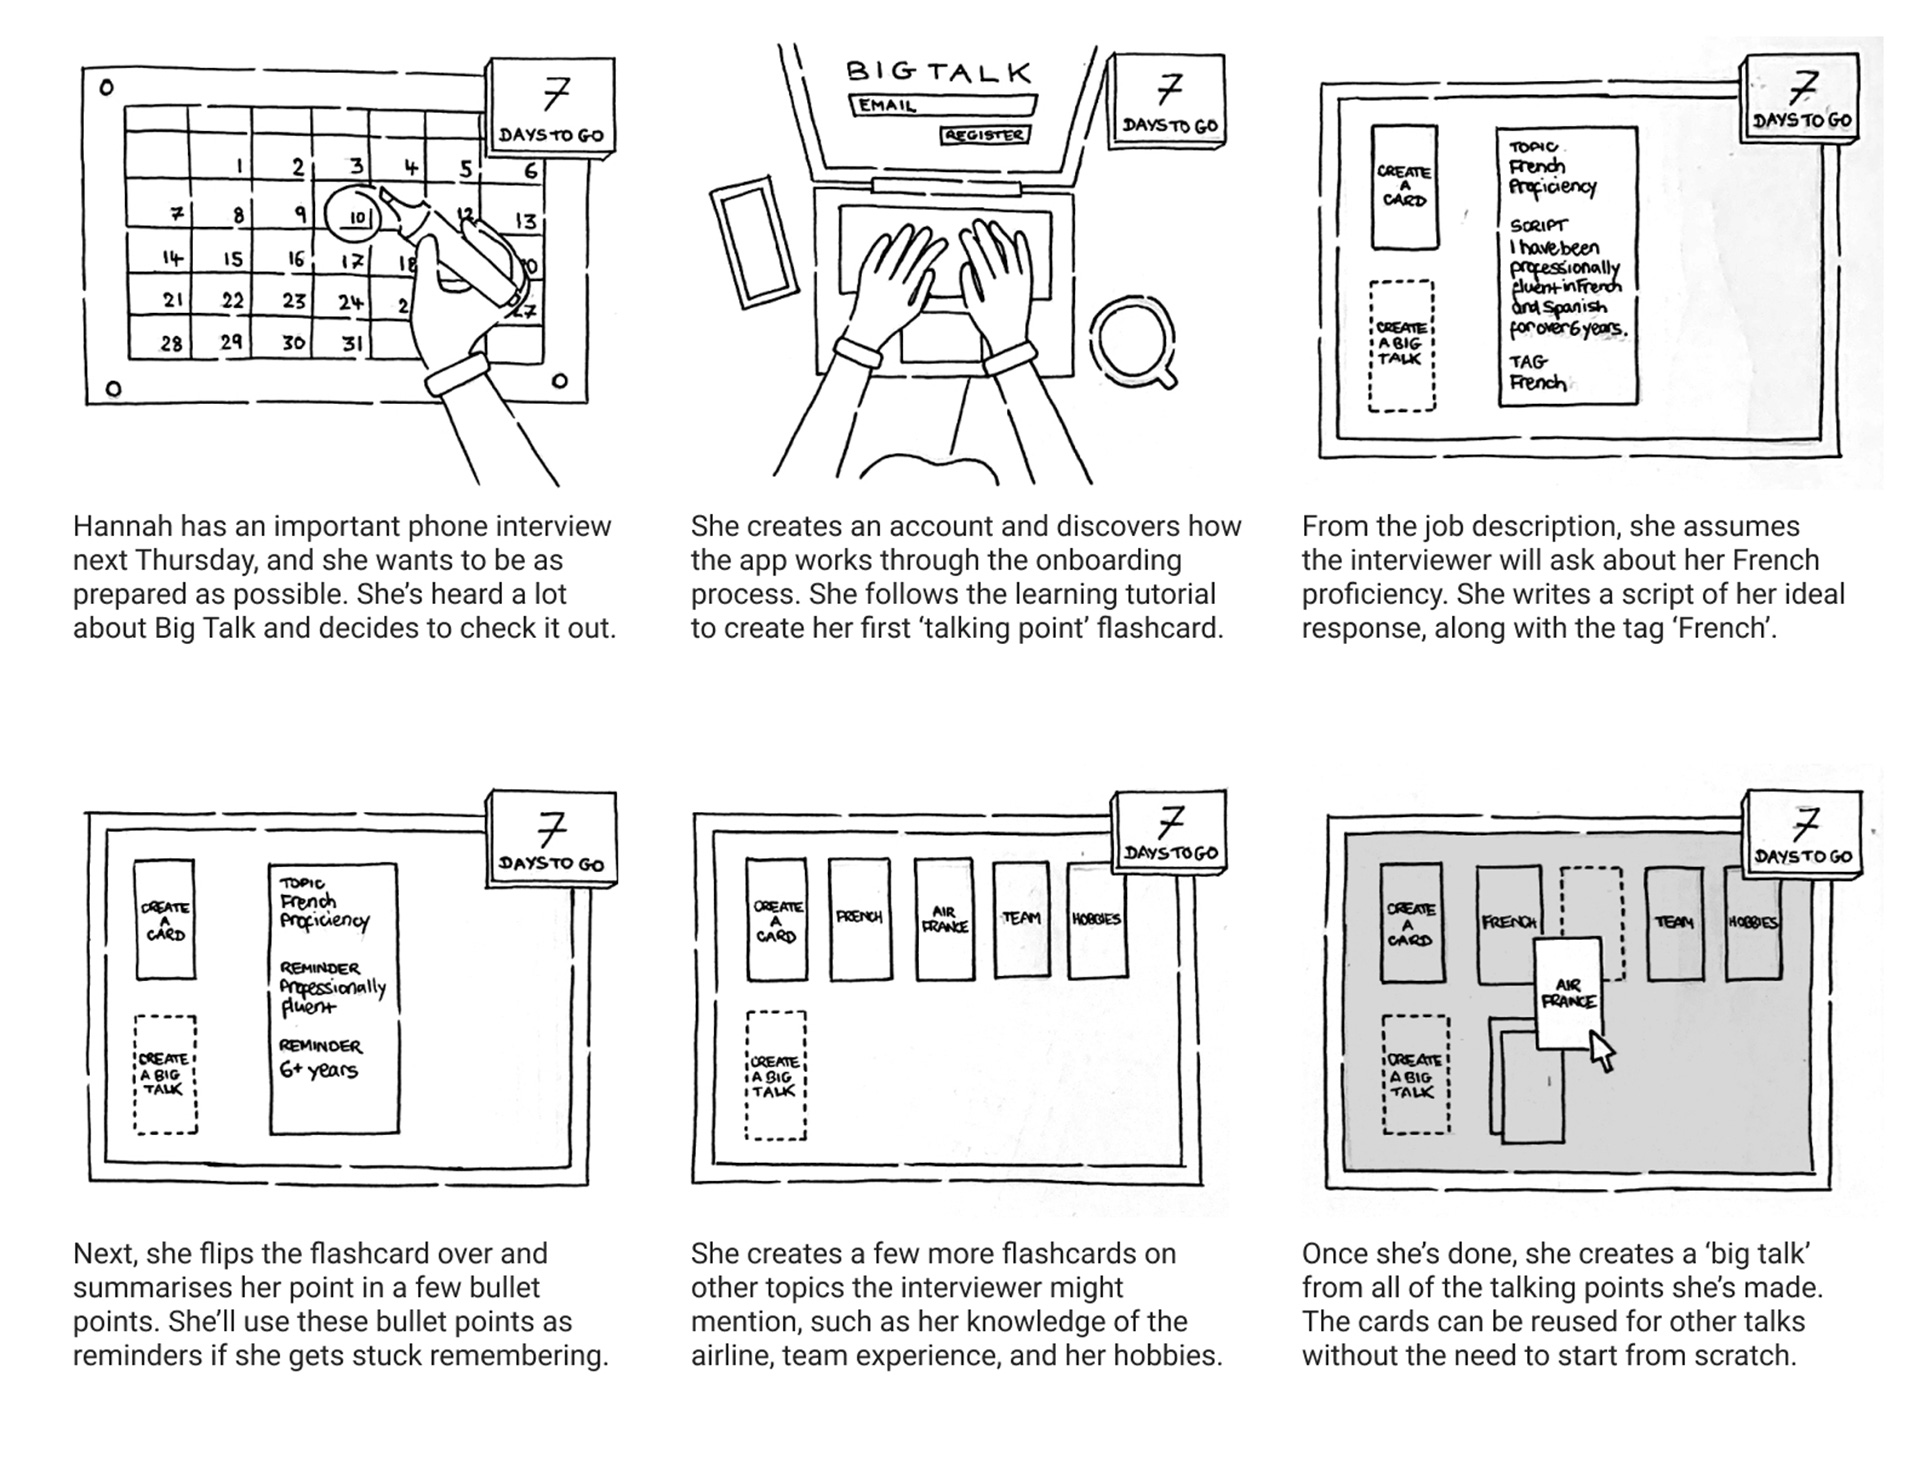 7
DAYS TO GO
1 2 3 4 5 6
7 8 9 10 12 13
14 15 16 17 18
21 22 23 24 27
28 29 30 31
Hannah has an important phone interview
next Thursday, and she wants to be as
prepared as possible. She’s heard a lot
about Big Talk and decides to check it out.
BIG TALK
EMAIL
REGISTER
7
DAYS TO GO
She creates an account and discovers how
the app works through the onboarding
process. She follows the learning tutorial
to create her first ‘talking point’ flashcard.
7
DAYS TO GO
CREATE
A
CARD
CREATE
A BIG
TALK
TOPIC
French
Proficiency
SCRIPT
I have been
professionally
fluent in French
and Spanish
for over 6 years.
TAG
French
From the job description, she assumes
the interviewer will ask about her French
proficiency. She writes a script of her ideal
response, along with the tag ‘French’.
7
DAYS TO GO
CREATE
A
CARD
CREATE
A BIG
TALK
TOPIC
French
Proficiency
REMINDER
Professionally
fluent
REMINDER
6+ years
Next, she flips the flashcard over and
summarises her point in a few bullet
points. She’ll use these bullet points as
reminders if she gets stuck remembering.
7
DAYS TO GO
CREATE
A
CARD
FRENCH
AIR
FRANCE
TEAM
HOBBIES
CREATE
A BIG
TALK
She creates a few more flashcards on
other topics the interviewer might
mention, such as her knowledge of the
airline, team experience, and her hobbies.
7
DAYS TO GO
CREATE
A
CARD
FRENCH
TEAM
HOBBIES
AIR
FRANCE
CREATE
A BIG
TALK
Once she’s done, she creates a ‘big talk’
from all of the talking points she’s made.
The cards can be reused for other talks
without the need to start from scratch.